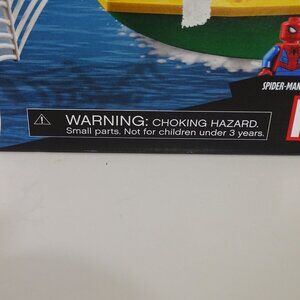 SPIDER-MAN
WARNING: CHOKING HAZARD.
Small parts. Not for children under 3 years.